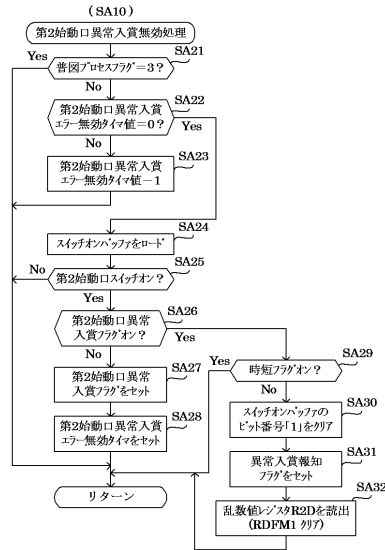 (SA10)
第2始動口異常入賞無効処理
SA21
Yes
普図プロセスフラグ=3?
No
SA22
第2始動口異常入賞
エラー無効タイマ値=0?
Yes
No
SA23
第2始動口異常入賞
エラー無効タイマ値-1
SA24
スイッチオンバッファをロード
SA25
No
第2始動口スイッチオン?
Yes
SA26
第2始動口異常
入賞フラグオン?
Yes
No
SA27
第2始動口異常
入賞フラグをセット
SA28
第2始動口異常入賞
エラー無効タイマをセット
リターン
SA29
Yes
時短フラグオン?
No
SA30
スイッチオンバッファの
ビット番号「1」をクリア
SA31
異常入賞報知
フラグをセット
SA32
乱数値レジスタR2Dを読出
(RDFM1 クリア)